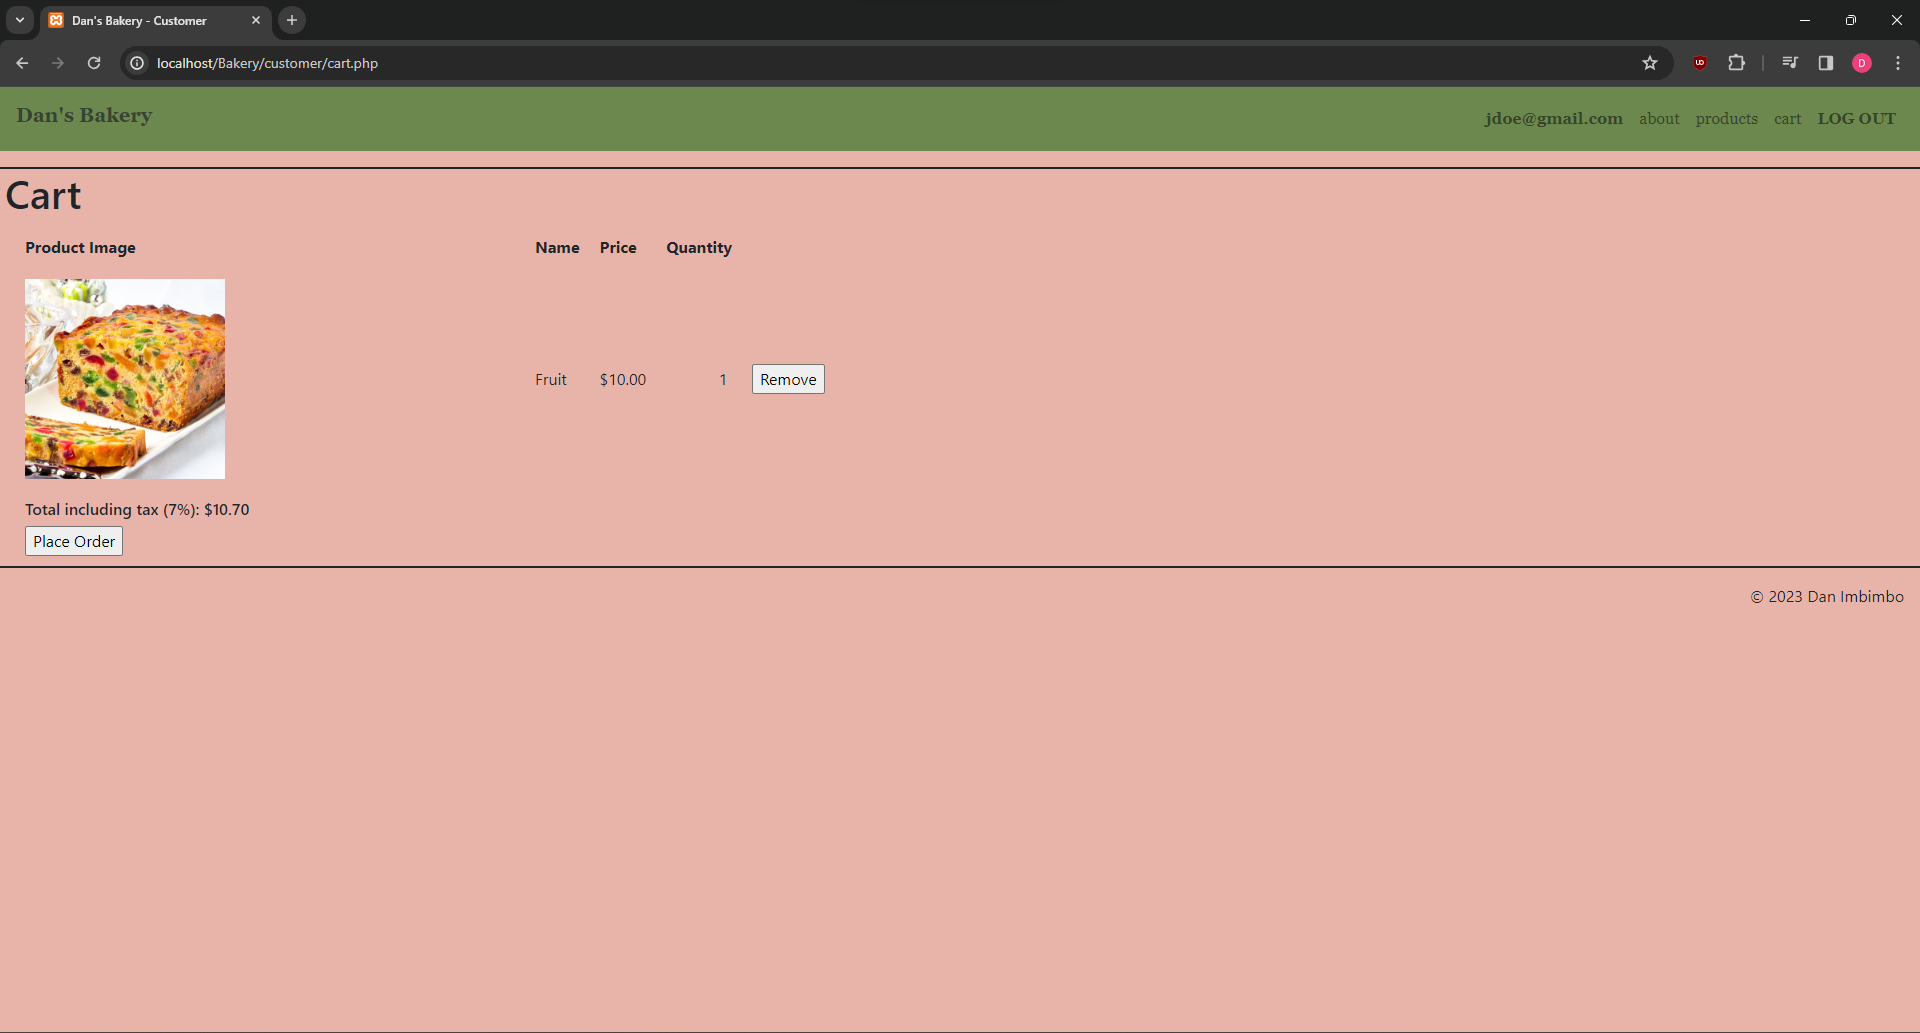 Dan's Bakery - Customer
localhost/Bakery/customer/cart.php
D
Dan's Bakery
jdoe@gmail.com about products cart LOG OUT
Cart
Product Image Name Price Quantity
Fruit $10.00 1 Remove
Total including tax (7%): $10.70
Place Order
© 2023 Dan Imbimbo